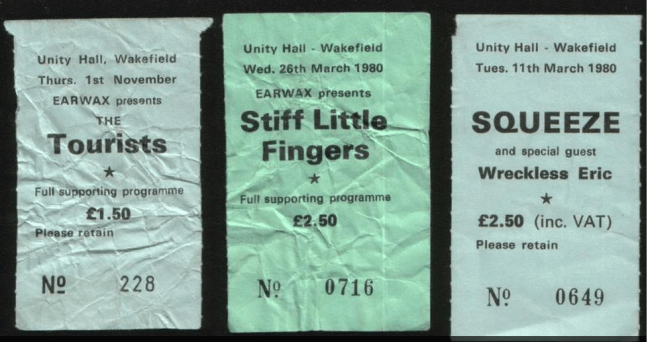 Unity Hall, Wakefield
Thurs. 1st November
EARWAX presents
THE
Tourists
★
Full supporting programme
£1.50
Please retain
Nº 228
Unity Hall - Wakefield
Wed. 26th March 1980
EARWAX presents
Stiff Little
Fingers
★
Full supporting programme
£2.50
Nº. 0716
Unity Hall - Wakefield
Tues. 11th March 1980
SQUEEZE
and special guest
Wreckless Eric
★
£2.50 (inc. VAT)
Please retain
Nº. 0649